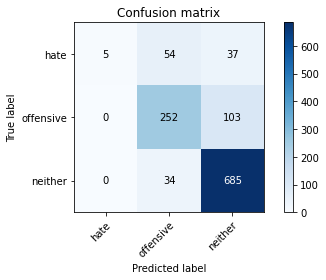 Confusion matrix
True label
hate
offensive
neither
5 54 37
0 252 103
0 34 685
hate offensive neither
Predicted label
600
500
400
300
200
100
0